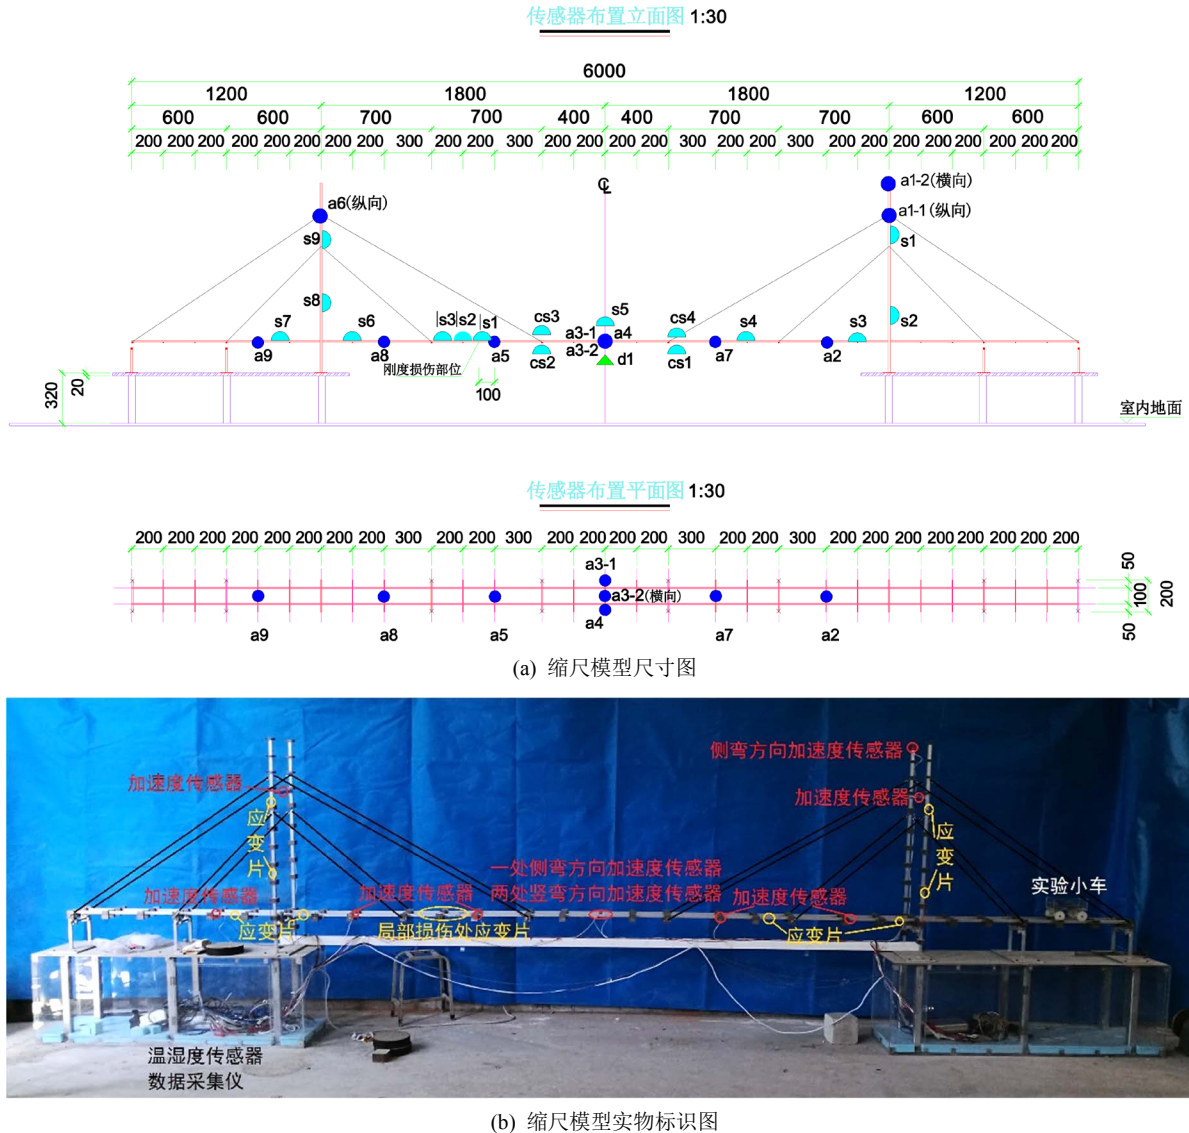 传感器布置立面图 1:30
6000
1200 1800 1800 1200
600 600 700 700 400 400 700 700 600 600
200 200 200 200 200 200 200 200 300 200 200 300 200 200 200 200 300 200 200 300 200 200 200 200 200 200 200 200
℄
a6(纵向)
a1-2(横向)
a1-1(纵向)
s9
s1
s8
s2
s7 s6 s3 s2 s1 cs3 s5 cs4 s4 s3
a3-1 a4
a9 a8 a5 cs2 a3-2 d1 cs1 a7 a2
刚度损伤部位
100
320
20
室内地面
传感器布置平面图 1:30
200 200 200 200 200 200 200 200 300 200 200 300 200 200 200 200 300 200 200 300 200 200 200 200 200 200 200 200
a3-1
a3-2(横向)
a4
a9 a8 a5 a7 a2
50
100
50
200
(a) 缩尺模型尺寸图
侧弯方向加速度传感器
加速度传感器
加速度传感器
应变片
应变片
一处侧弯方向加速度传感器
两处竖弯方向加速度传感器
加速度传感器
加速度传感器
加速度传感器
实验小车
应变片
局部损伤处应变片
应变片
温湿度传感器
数据采集仪
(b) 缩尺模型实物标识图